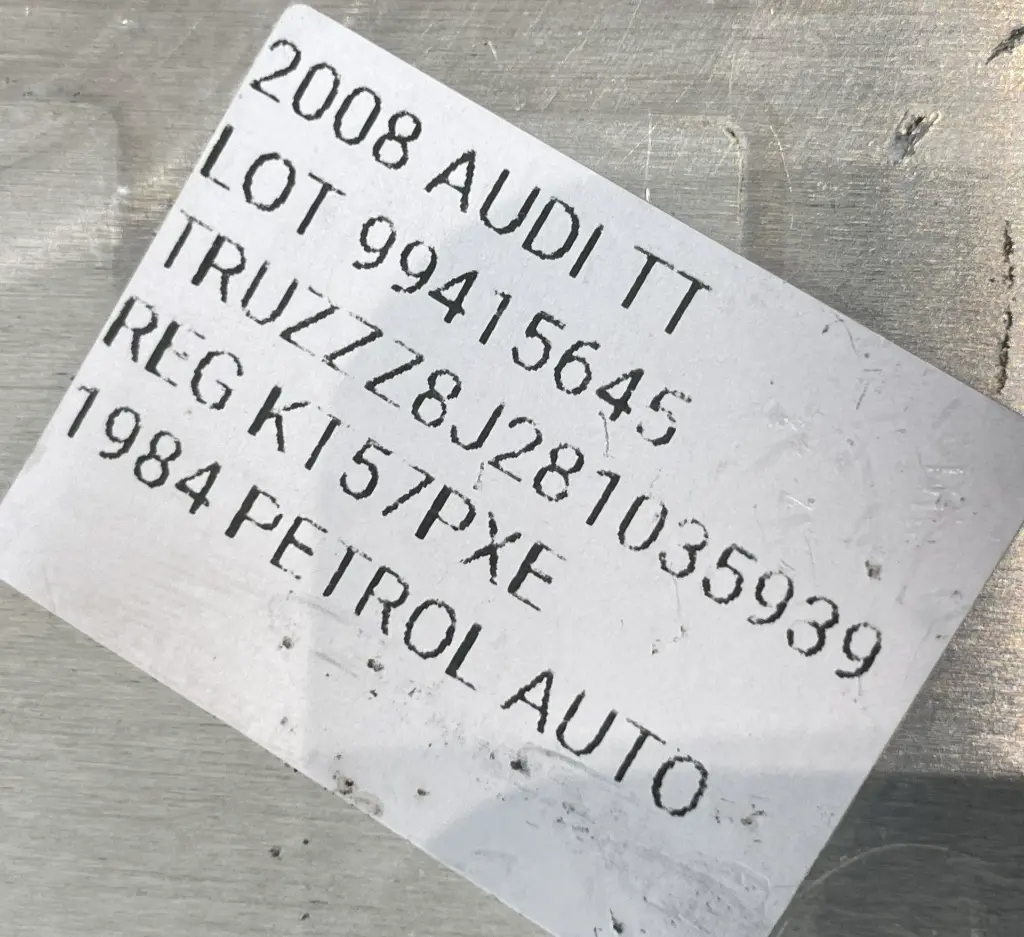 2008 AUDI TT
LOT 99415645
TRUZZZ8J281035939
REG KT57PXE
1984 PETROL AUTO